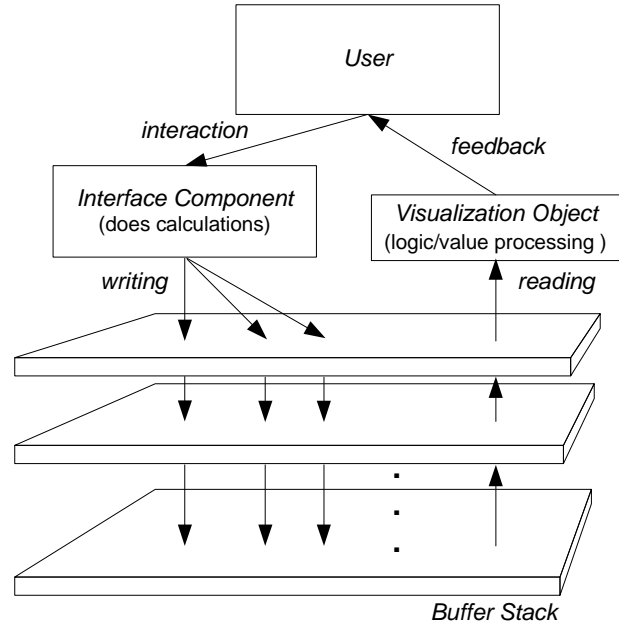 User
interaction
feedback
Interface Component
(does calculations)
Visualization Object
(logic/value processing )
writing
reading
Buffer Stack